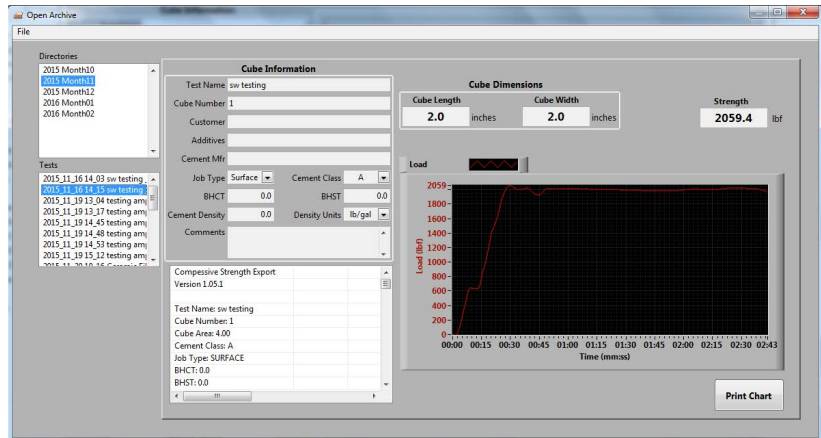 Open Archive
File
Directories
2015 Month10
2015 Month11
2015 Month12
2016 Month01
2016 Month02
Tests
2015_11_16 14_03 sw testing
2015_11_16 14_15 sw testing
2015_11_19 13_04 testing amp
2015_11_19 13_17 testing amp
2015_11_19 14_45 testing amp
2015_11_19 14_48 testing amp
2015_11_19 14_53 testing amp
2015_11_19 15_12 testing amp
Cube Information
Test Name sw testing
Cube Number 1
Customer
Additives
Cement Mfr
Job Type Surface Cement Class A
BHCT 0.0 BHST 0.0
Cement Density 0.0 Density Units lb/gal
Comments
Compessive Strength Export
Version 1.05.1
Test Name: sw testing
Cube Number: 1
Cube Area: 4.00
Cement Class: A
Job Type: SURFACE
BHCT: 0.0
BHST: 0.0
Cube Dimensions
Cube Length Cube Width
2.0 inches 2.0 inches
Strength
2059.4 lbf
Load
Load (lbf)
2059
1800
1600
1400
1200
1000
800
600
400
200
0
00:00 00:15 00:30 00:45 01:00 01:15 01:30 01:45 02:00 02:15 02:30 02:43
Time (mm:ss)
Print Chart